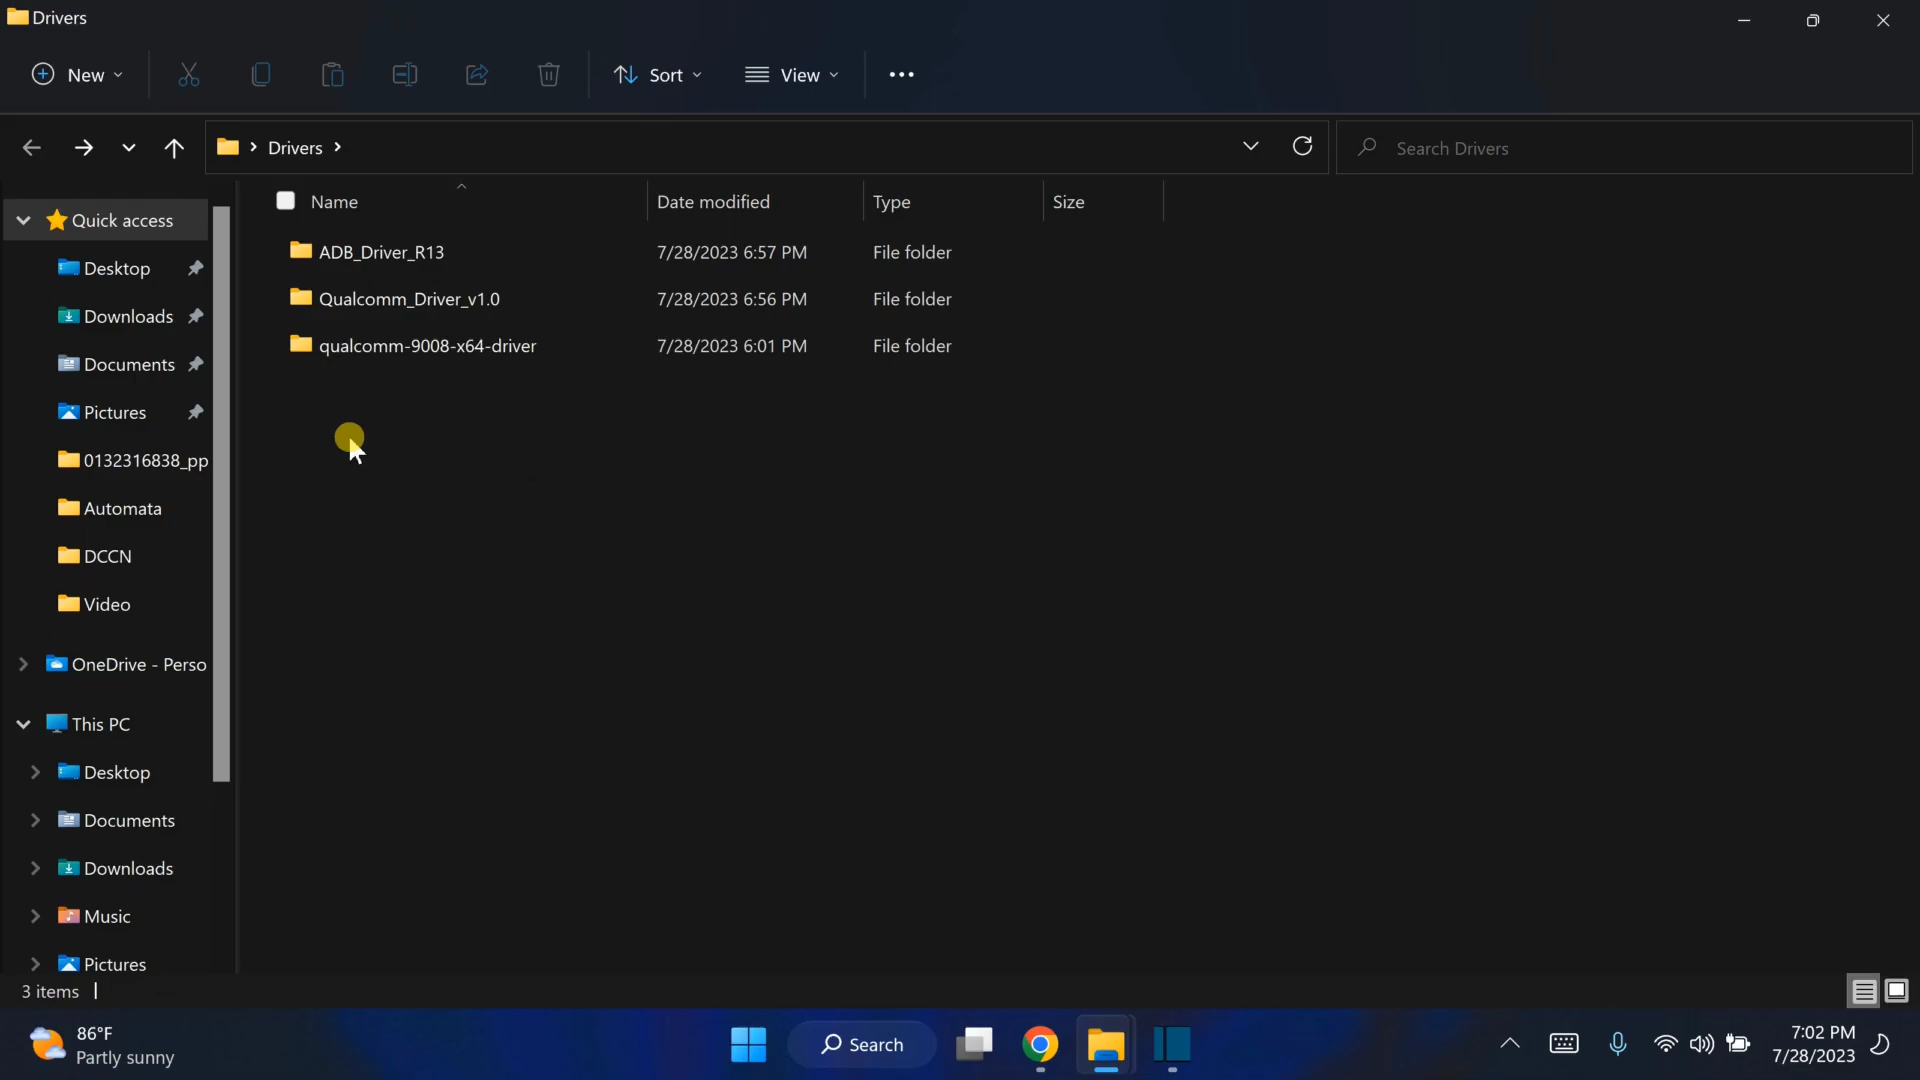 Drivers
New
Sort
View
Drivers
Search Drivers
Name Date modified Type Size
ADB_Driver_R13 7/28/2023 6:57 PM File folder
Qualcomm_Driver_v1.0 7/28/2023 6:56 PM File folder
qualcomm-9008-x64-driver 7/28/2023 6:01 PM File folder
Quick access
Desktop
Downloads
Documents
Pictures
0132316838_pp
Automata
DCCN
Video
OneDrive - Perso
This PC
Desktop
Documents
Downloads
Music
Pictures
3 items
86°F
Partly sunny
Search
7:02 PM
7/28/2023